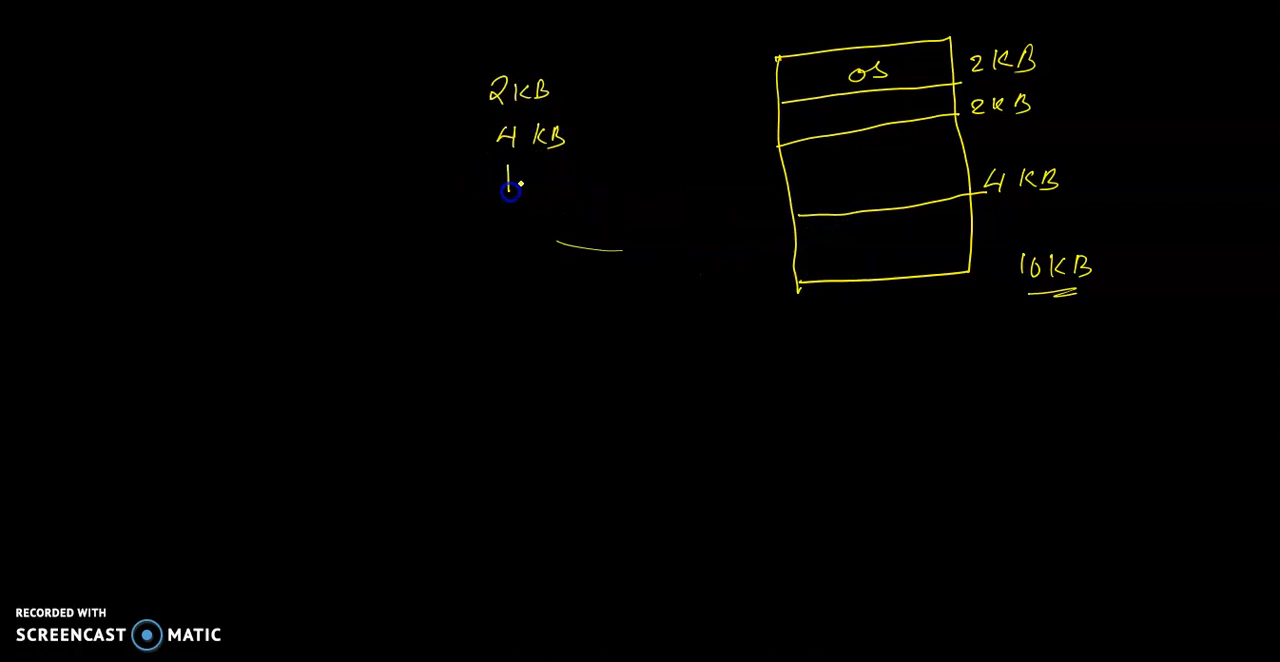 2KB
4 KB
OS
2KB
2KB
4 KB
10KB
RECORDED WITH
SCREENCAST MATIC